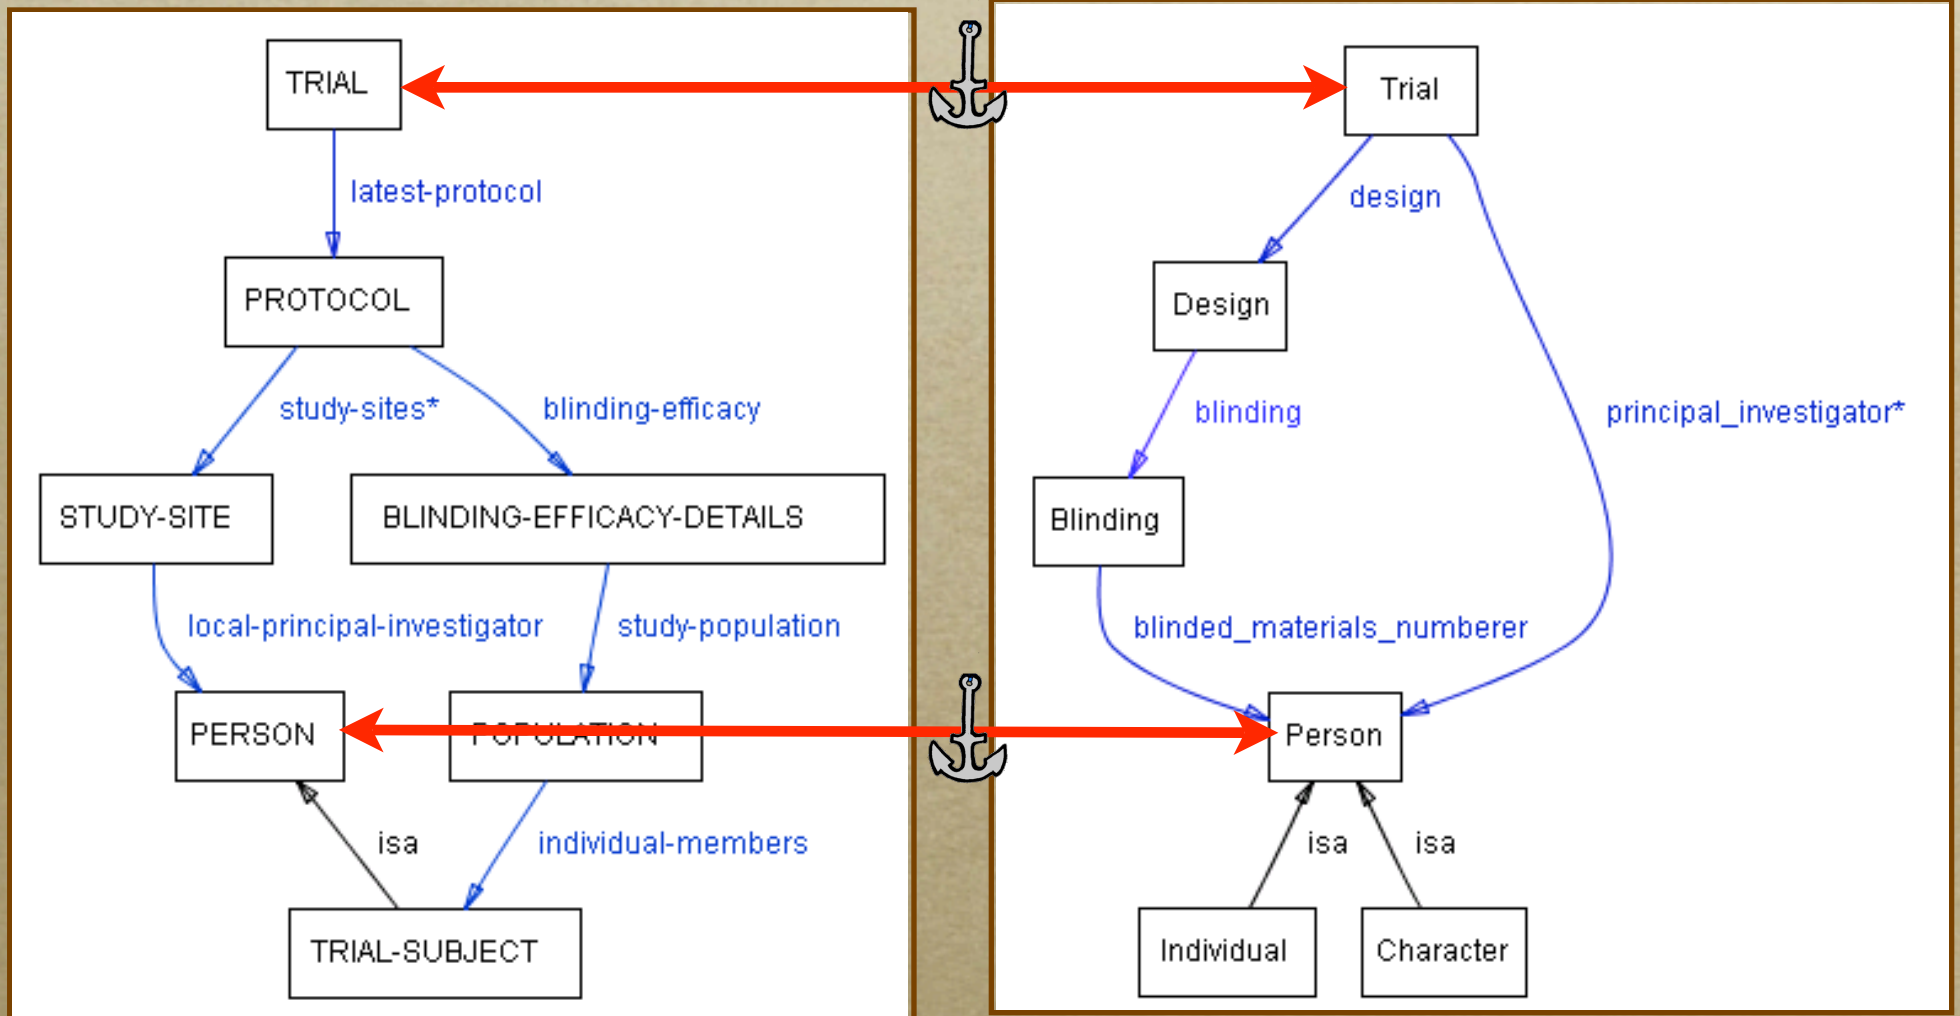 TRIAL
latest-protocol
PROTOCOL
study-sites*
blinding-efficacy
STUDY-SITE
BLINDING-EFFICACY-DETAILS
local-principal-investigator
study-population
PERSON
POPULATION
isa
individual-members
TRIAL-SUBJECT
Trial
design
Design
blinding
principal_investigator*
Blinding
blinded_materials_numberer
Person
isa
isa
Individual
Character